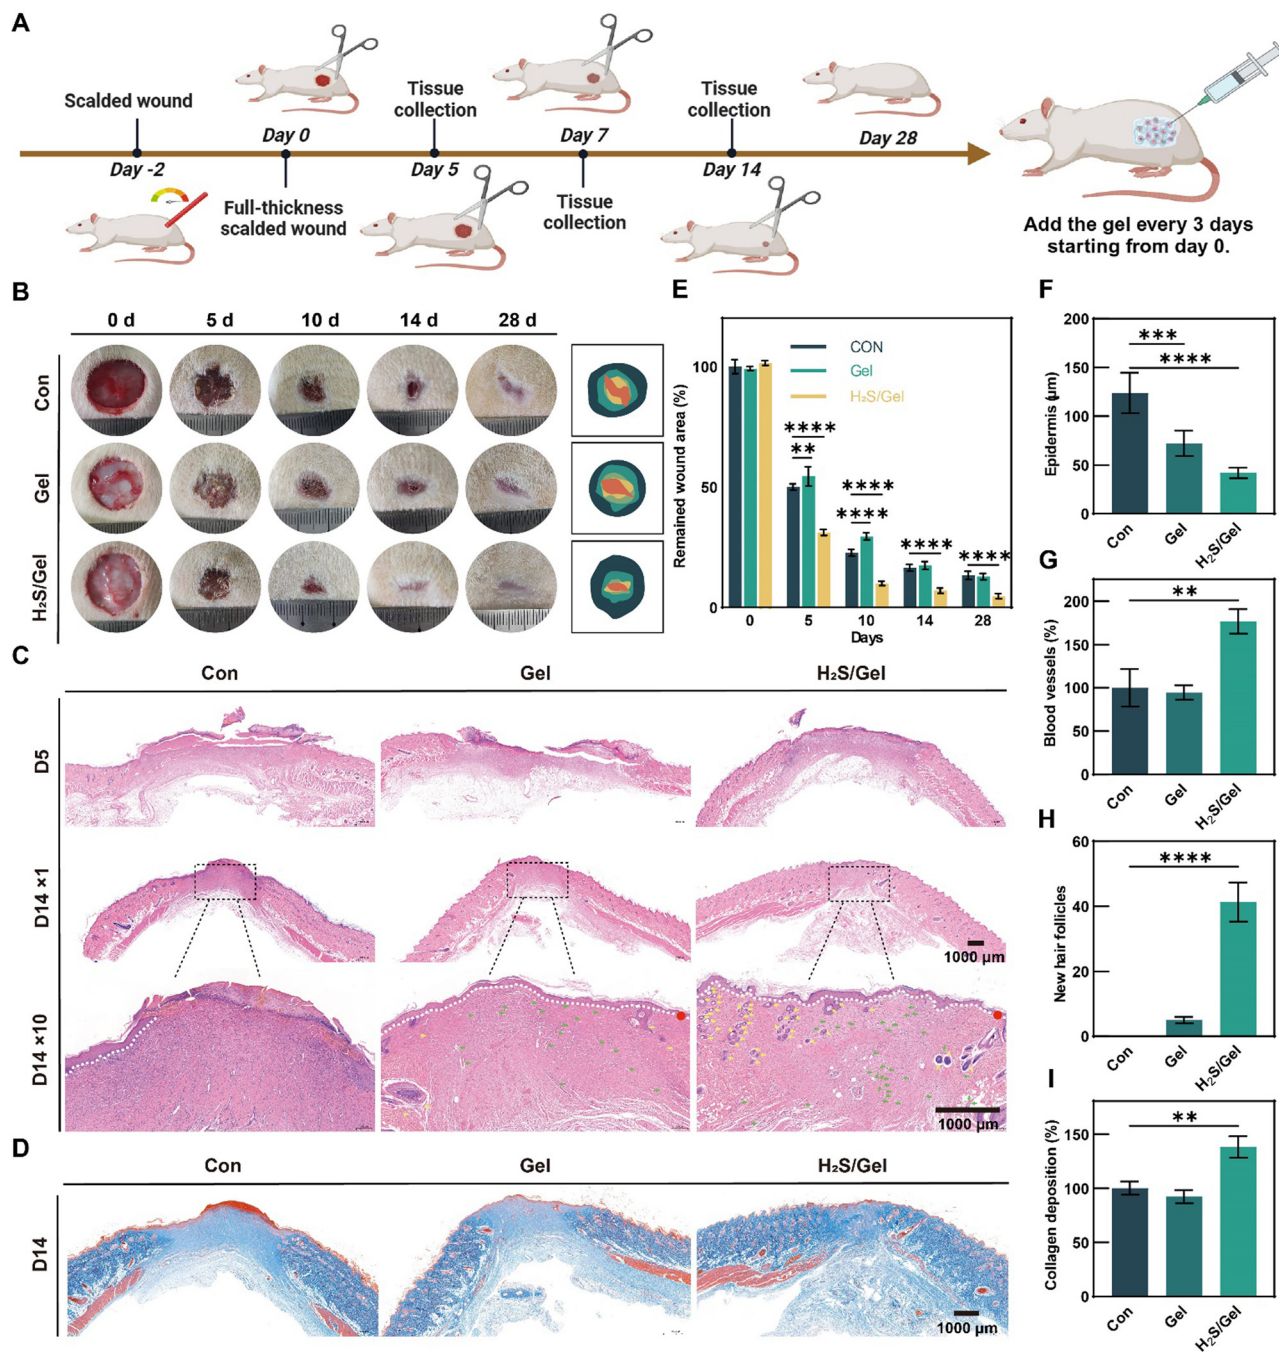 A
Scalded wound
Day -2
Day 0
Full-thickness
scalded wound
Tissue
collection
Day 5
Day 7
Tissue
collection
Tissue
collection
Day 14
Day 28
Add the gel every 3 days
starting from day 0.
B
0 d
5 d
10 d
14 d
28 d
Con
Gel
H₂S/Gel
E
Remained wound area (%)
100
50
0
CON
Gel
H₂S/Gel
****
**
****
****
****
****
0
5
10
14
28
Days
F
Epidermis (μm)
200
150
100
50
0
***
****
Con
Gel
H₂S/Gel
G
Blood vessels (%)
200
150
100
50
0
**
Con
Gel
H₂S/Gel
C
Con
Gel
H₂S/Gel
D5
D14 ×1
1000 μm
D14 ×10
1000 μm
H
New hair follicles
60
40
20
0
****
Con
Gel
H₂S/Gel
D
Con
Gel
H₂S/Gel
D14
1000 μm
I
Collagen deposition (%)
150
100
50
0
**
Con
Gel
H₂S/Gel